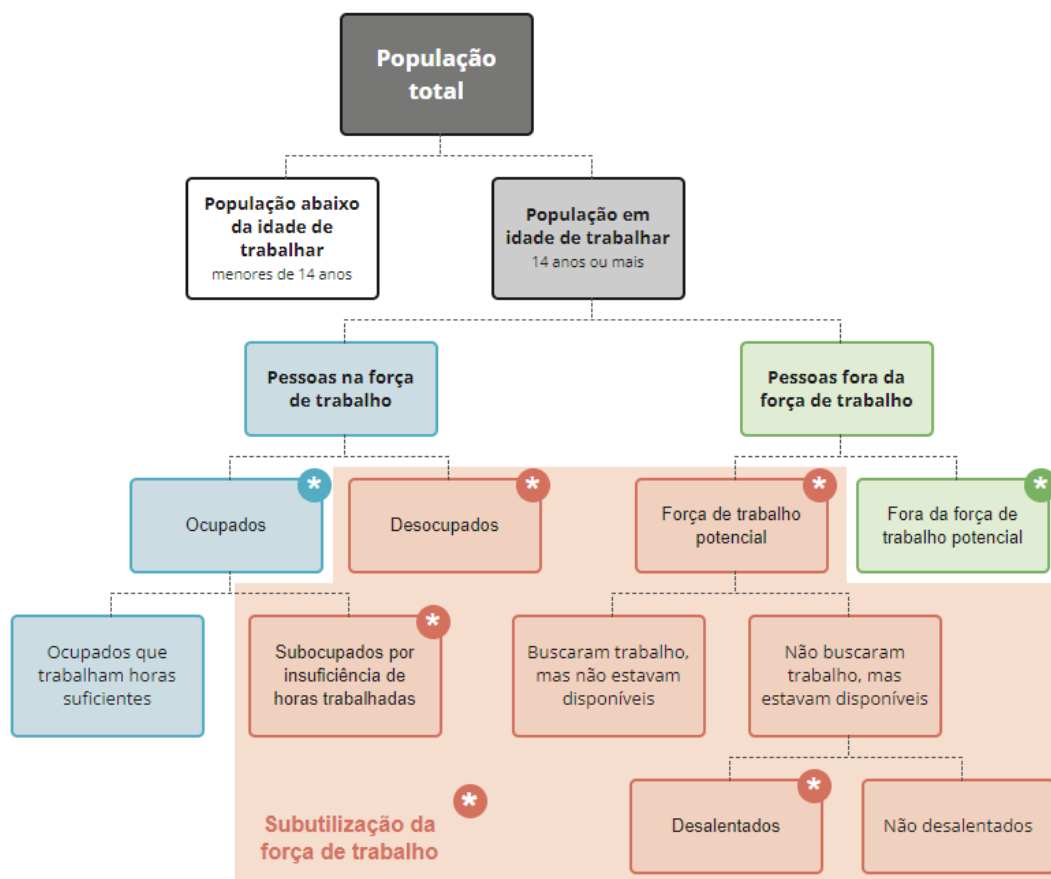 População
total
População abaixo
da idade de
trabalhar
menores de 14 anos
População em
idade de trabalhar
14 anos ou mais
Pessoas na força
de trabalho
Pessoas fora da
força de trabalho
*
Ocupados
*
Desocupados
*
Força de trabalho
potencial
*
Fora da força de
trabalho potencial
Ocupados que
trabalham horas
suficientes
*
Subocupados por
insuficiência de
horas trabalhadas
Buscaram trabalho,
mas não estavam
disponíveis
Não buscaram
trabalho, mas
estavam disponíveis
*
Subutilização da
força de trabalho
*
Desalentados
Não desalentados